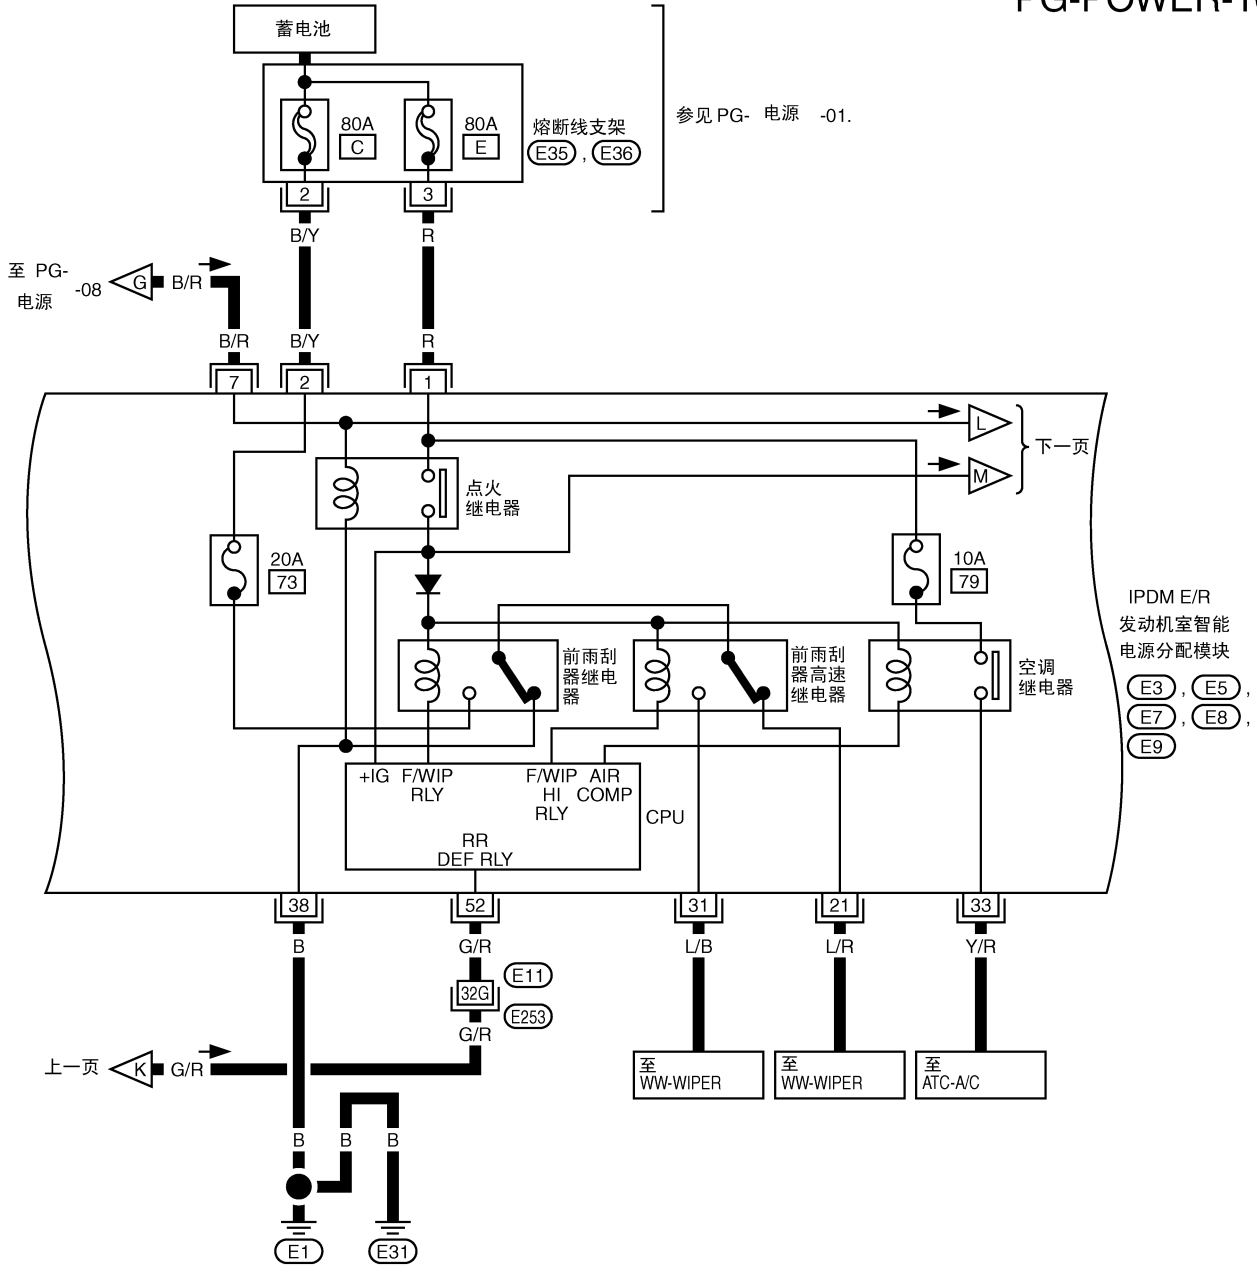 蓄电池
80A
C
80A
E
熔断线支架
E35 , E36
参见 PG- 电源 -01.
2
3
B/Y
R
至 PG-
电源
-08
G
B/R
B/R
B/Y
R
7
2
1
L
下一页
M
点火
继电器
20A
73
10A
79
IPDM E/R
发动机室智能
电源分配模块
E3 , E5 ,
E7 , E8 ,
E9
前雨刮
器继电
器
前雨刮
器高速
继电器
空调
继电器
+IG
F/WIP
RLY
F/WIP
HI
RLY
AIR
COMP
CPU
RR
DEF RLY
38
52
31
21
33
B
G/R
L/B
L/R
Y/R
E11
32G
E253
G/R
上一页
K
G/R
至
WW-WIPER
至
WW-WIPER
至
ATC-A/C
B
B
B
E1
E31